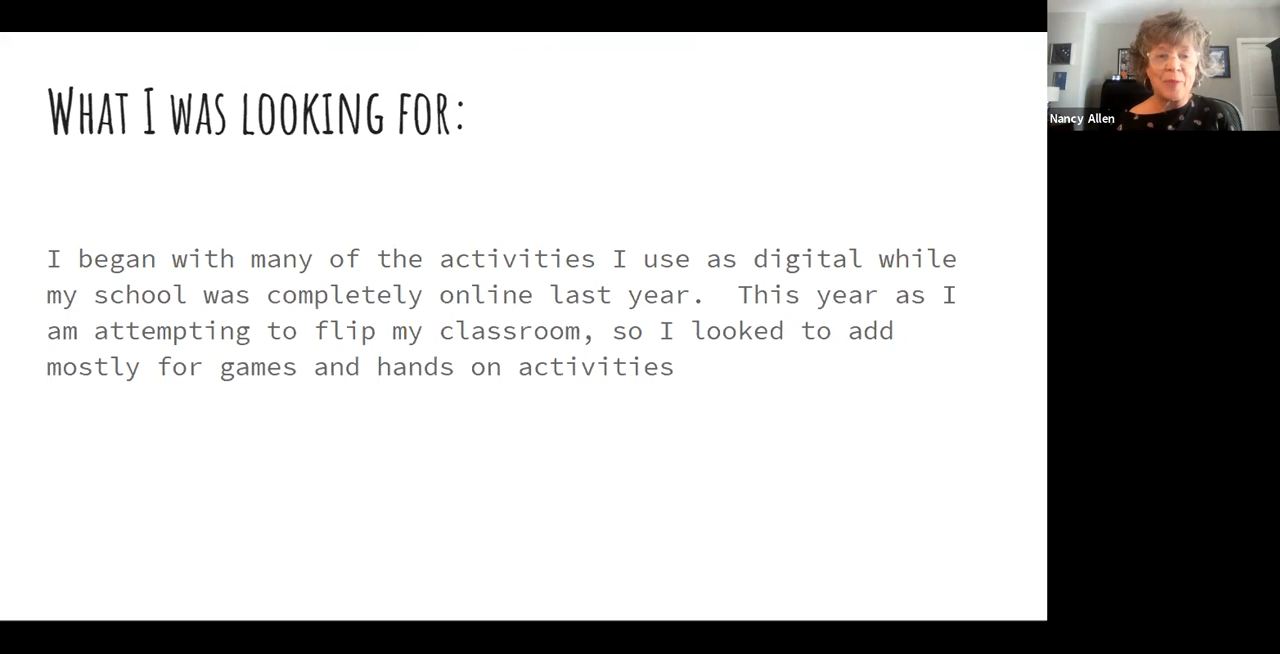 What I was looking for:
I began with many of the activities I use as digital while
my school was completely online last year.  This year as I
am attempting to flip my classroom, so I looked to add
mostly for games and hands on activities
Nancy Allen